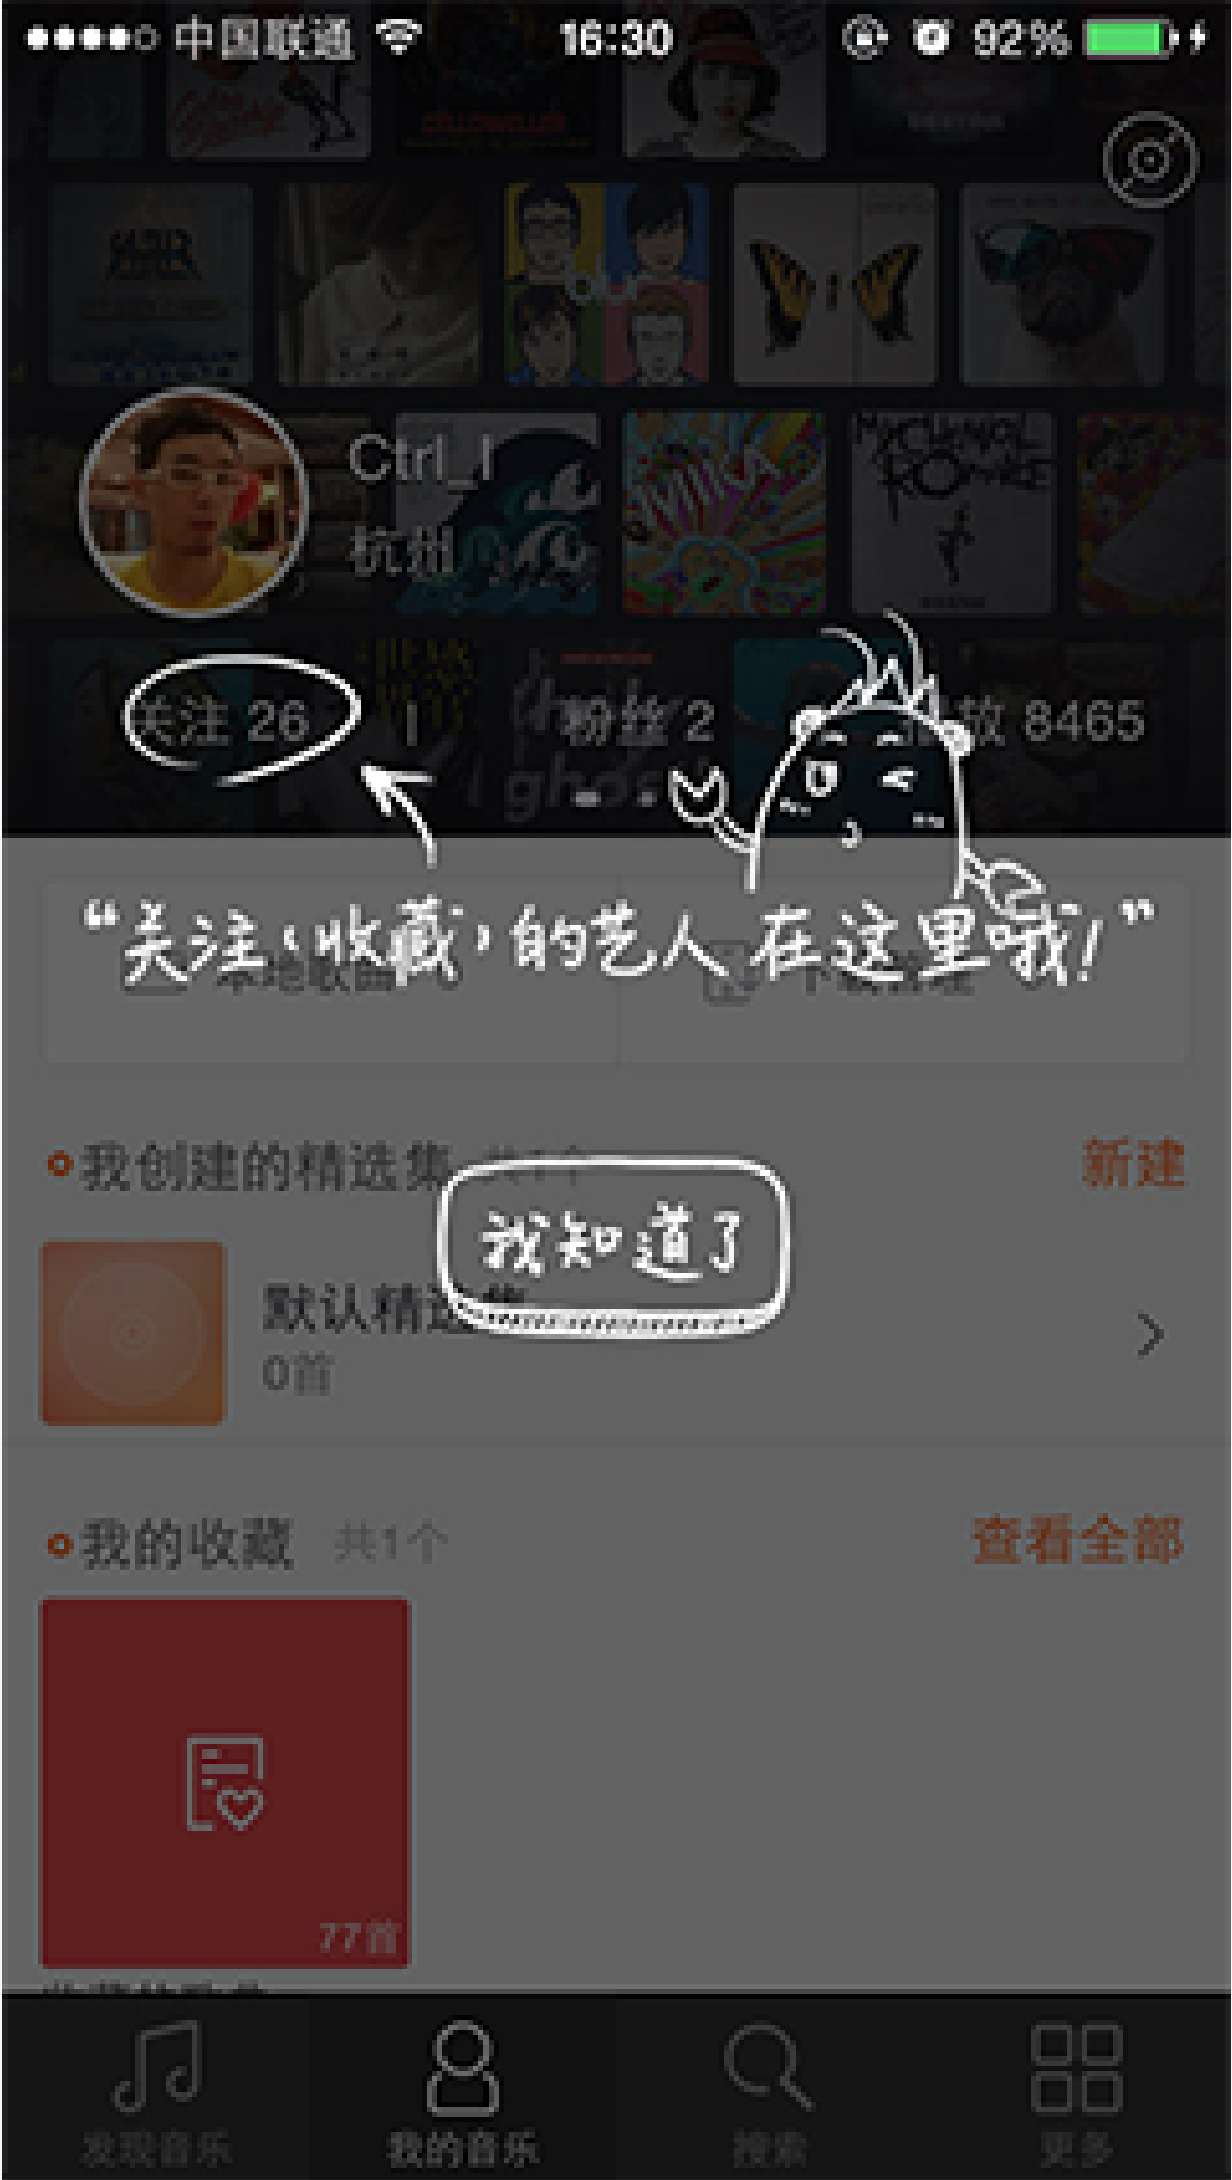 中国联通 16:30 92%
MIKA
MY CHEMICAL ROMANCE
Ctrl_I
杭州
关注 26 | 粉丝 2 放 8465
“关注(收藏)的艺人在这里哦!”
本地歌曲 下载管理
我创建的精选集 共1个 新建
我知道了
默认精选集
0首
我的收藏 共1个 查看全部
77首
发现音乐 我的音乐 搜索 更多